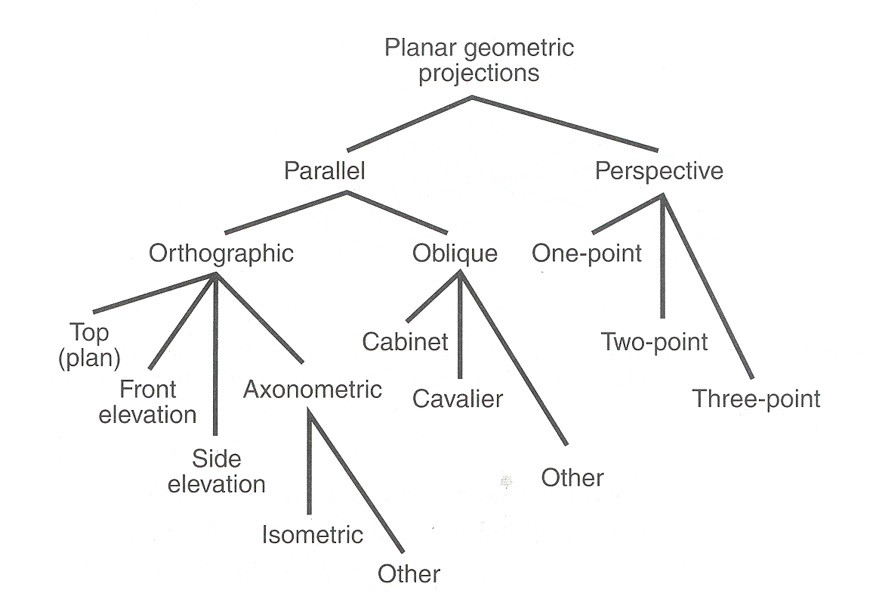 Planar geometric
projections
Parallel
Perspective
Orthographic
Oblique
One-point
Top
(plan)
Cabinet
Two-point
Front
elevation
Axonometric
Cavalier
Three-point
Side
elevation
Other
Isometric
Other